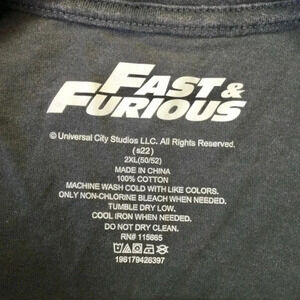 FAST &
FURIOUS
© Universal City Studios LLC. All Rights Reserved.
(s22)
2XL(50/52)
MADE IN CHINA
100% COTTON
MACHINE WASH COLD WITH LIKE COLORS.
ONLY NON-CHLORINE BLEACH WHEN NEEDED.
TUMBLE DRY LOW.
COOL IRON WHEN NEEDED.
DO NOT DRY CLEAN.
RN# 115865
196179426397